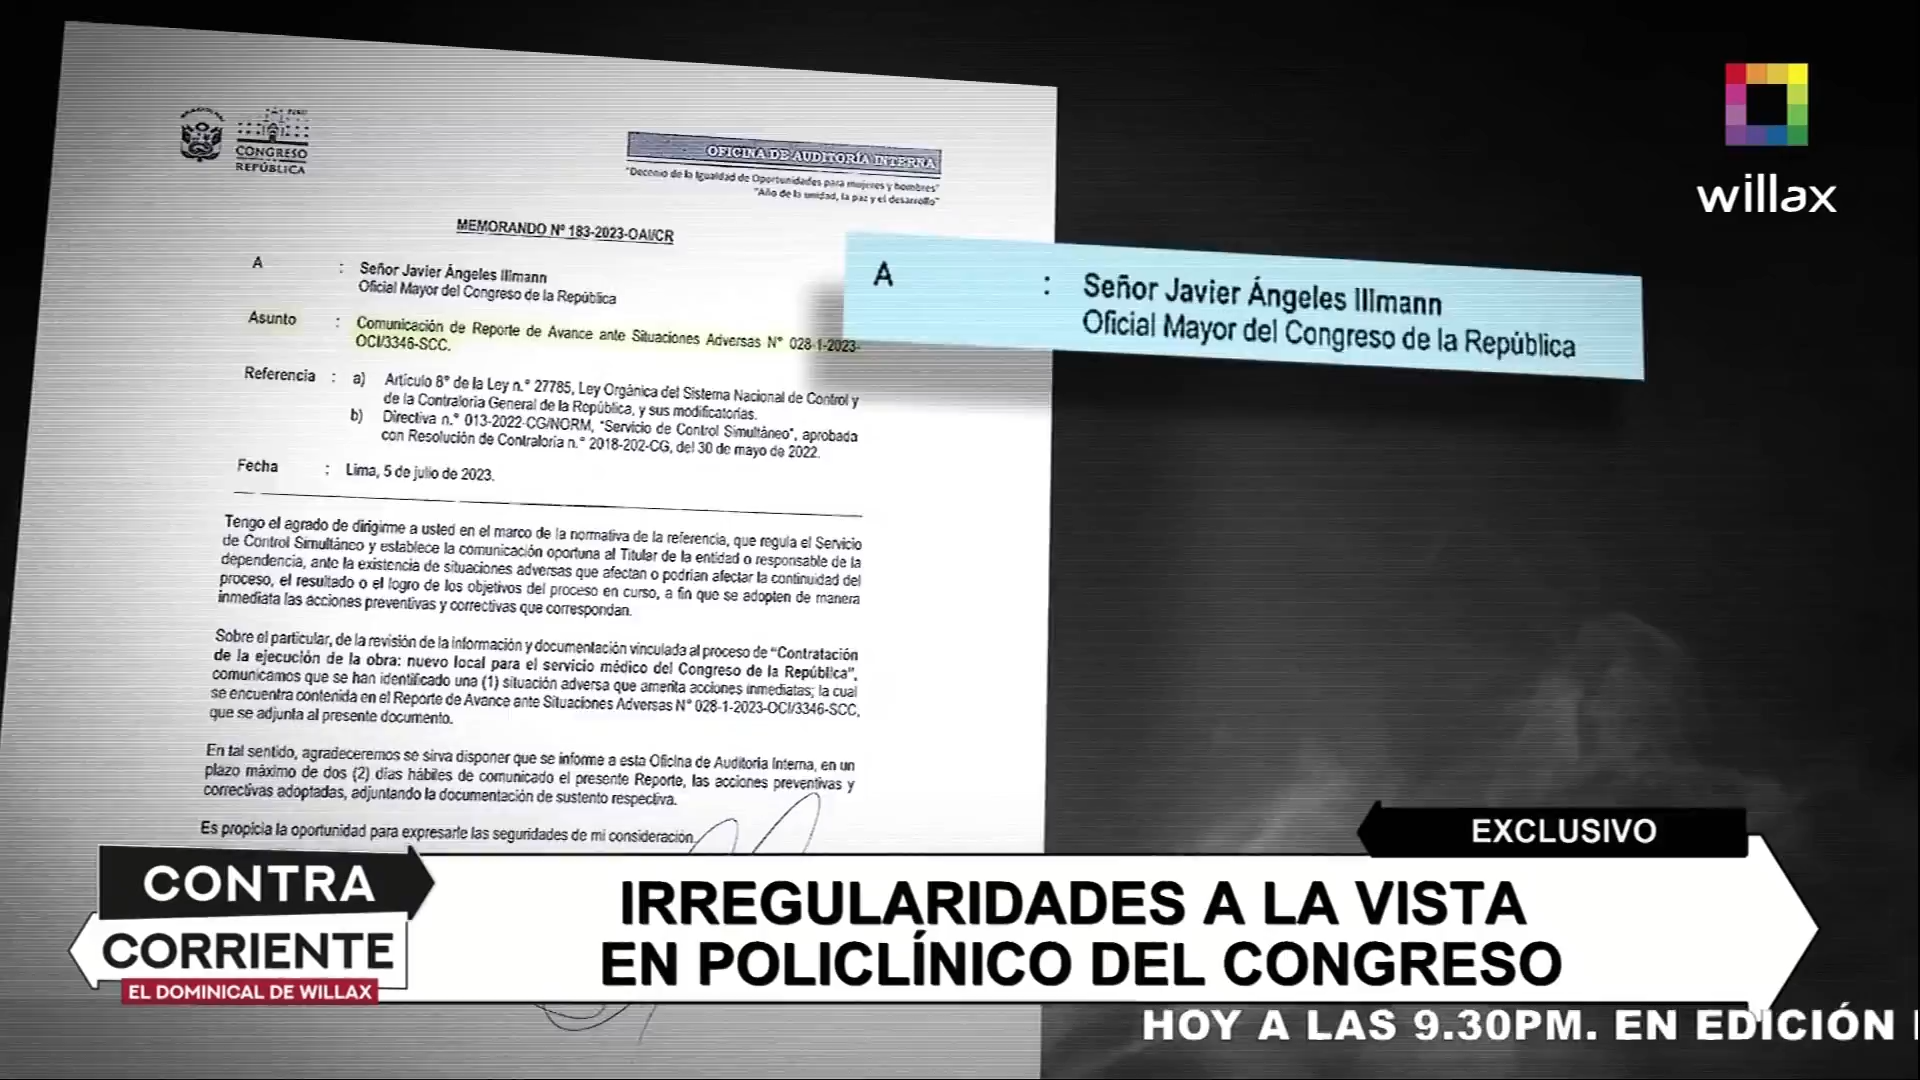 CONGRESO
REPÚBLICA
OFICINA DE AUDITORÍA INTERNA
"Decenio de la Igualdad de Oportunidades para mujeres y hombres"
"Año de la unidad, la paz y el desarrollo"
MEMORANDO Nº 183-2023-OAI/CR
A : Señor Javier Ángeles Illmann
Oficial Mayor del Congreso de la República
Asunto : Comunicación de Reporte de Avance ante Situaciones Adversas N° 028-1-2023-
OCI/3346-SCC.
Referencia : a) Artículo 8° de la Ley n.° 27785, Ley Orgánica del Sistema Nacional de Control y
de la Contraloría General de la República, y sus modificatorias.
b) Directiva n.° 013-2022-CG/NORM, "Servicio de Control Simultáneo", aprobada
con Resolución de Contraloría n.° 2018-202-CG, del 30 de mayo de 2022.
Fecha : Lima, 5 de julio de 2023.
Tengo el agrado de dirigirme a usted en el marco de la normativa de la referencia, que regula el Servicio
de Control Simultáneo y establece la comunicación oportuna al Titular de la entidad o responsable de la
dependencia, ante la existencia de situaciones adversas que afectan o podrían afectar la continuidad del
proceso, el resultado o el logro de los objetivos del proceso en curso, a fin que se adopten de manera
inmediata las acciones preventivas y correctivas que correspondan.
Sobre el particular, de la revisión de la información y documentación vinculada al proceso de "Contratación
de la ejecución de la obra: nuevo local para el servicio médico del Congreso de la República",
comunicamos que se han identificado una (1) situación adversa que amerita acciones inmediatas; la cual
se encuentra contenida en el Reporte de Avance ante Situaciones Adversas N° 028-1-2023-OCI/3346-SCC,
que se adjunta al presente documento.
En tal sentido, agradeceremos se sirva disponer que se informe a esta Oficina de Auditoria Interna, en un
plazo máximo de dos (2) días hábiles de comunicado el presente Reporte, las acciones preventivas y
correctivas adoptadas, adjuntando la documentación de sustento respectiva.
Es propicia la oportunidad para expresarle las seguridades de mi consideración.
A : Señor Javier Ángeles Illmann
Oficial Mayor del Congreso de la República
willax
EXCLUSIVO
CONTRA
CORRIENTE
EL DOMINICAL DE WILLAX
IRREGULARIDADES A LA VISTA
EN POLICLÍNICO DEL CONGRESO
HOY A LAS 9.30PM. EN EDICIÓN